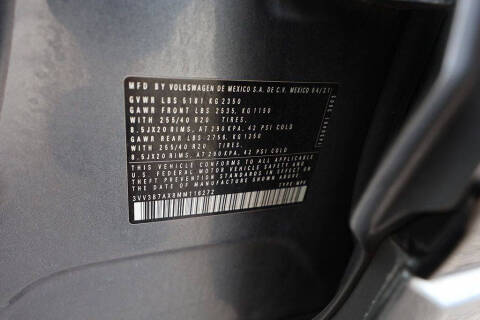 MFD BY VOLKSWAGEN DE MEXICO S.A. DE C.V. MEXICO 04/21
GVWR LBS 5181 KG 2350
GAWR FRONT LBS 2535, KG 1150
WITH 255/40 R20 TIRES,
8.5JX20 RIMS, AT 290 KPA, 42 PSI COLD
GAWR REAR LBS 2756, KG 1250
WITH 255/40 R20 TIRES,
8.5JX20 RIMS, AT 290 KPA, 42 PSI COLD
THIS VEHICLE CONFORMS TO ALL APPLICABLE
U.S. FEDERAL MOTOR VEHICLE SAFETY AND THEFT
PREVENTION STANDARDS IN EFFECT ON THE
DATE OF MANUFACTURE SHOWN ABOVE.
3VV3B7AX8MM116272 TYPE MPV